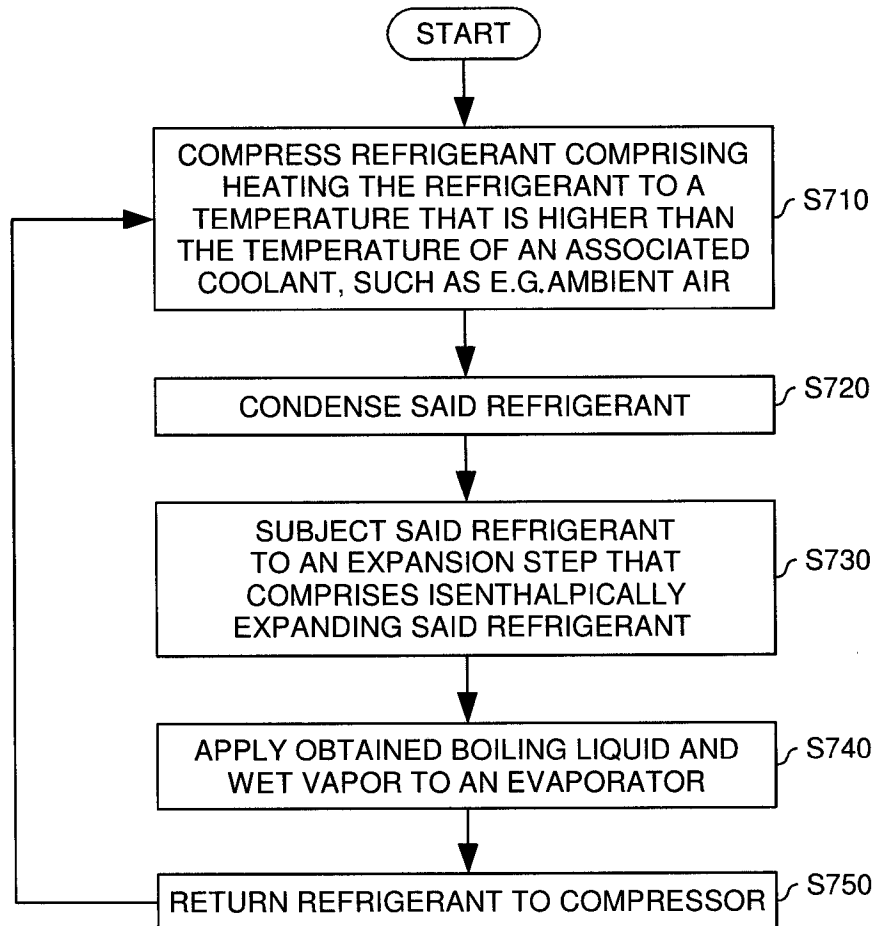 START
COMPRESS REFRIGERANT COMPRISING
HEATING THE REFRIGERANT TO A
TEMPERATURE THAT IS HIGHER THAN
THE TEMPERATURE OF AN ASSOCIATED
COOLANT, SUCH AS E.G.AMBIENT AIR
S710
CONDENSE SAID REFRIGERANT
S720
SUBJECT SAID REFRIGERANT
TO AN EXPANSION STEP THAT
COMPRISES ISENTHALPICALLY
EXPANDING SAID REFRIGERANT
S730
APPLY OBTAINED BOILING LIQUID AND
WET VAPOR TO AN EVAPORATOR
S740
RETURN REFRIGERANT TO COMPRESSOR
S750